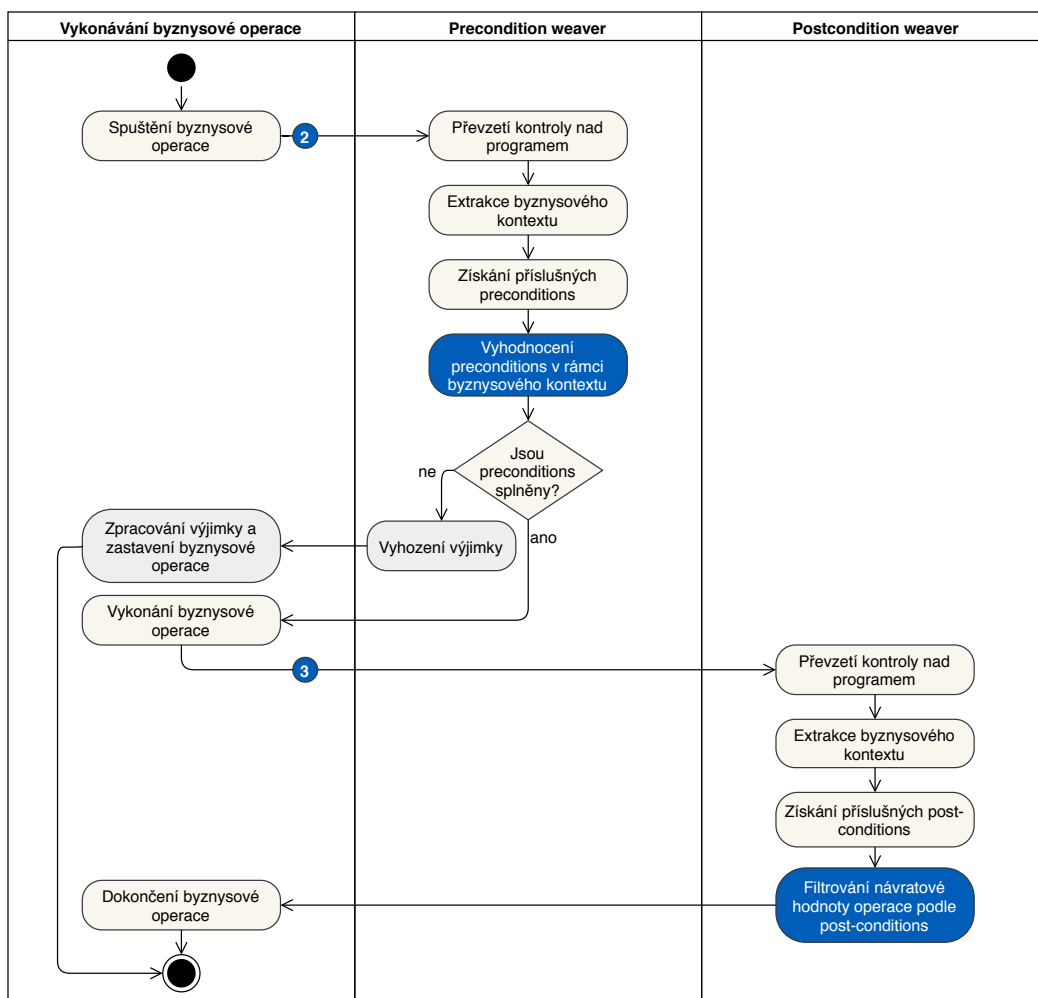 Vykonávání byznysové operace
Precondition weaver
Postcondition weaver
Spuštění byznysové
operace
2
Převzetí kontroly nad
programem
Extrakce byznysového
kontextu
Získání příslušných
preconditions
Vyhodnocení
preconditions v rámci
byznysového kontextu
Jsou
preconditions
splněny?
ne
ano
Vyhození výjimky
Zpracování výjimky a
zastavení byznysové
operace
Vykonání byznysové
operace
3
Převzetí kontroly nad
programem
Extrakce byznysového
kontextu
Získání příslušných post-
conditions
Filtrování návratové
hodnoty operace podle
post-conditions
Dokončení byznysové
operace